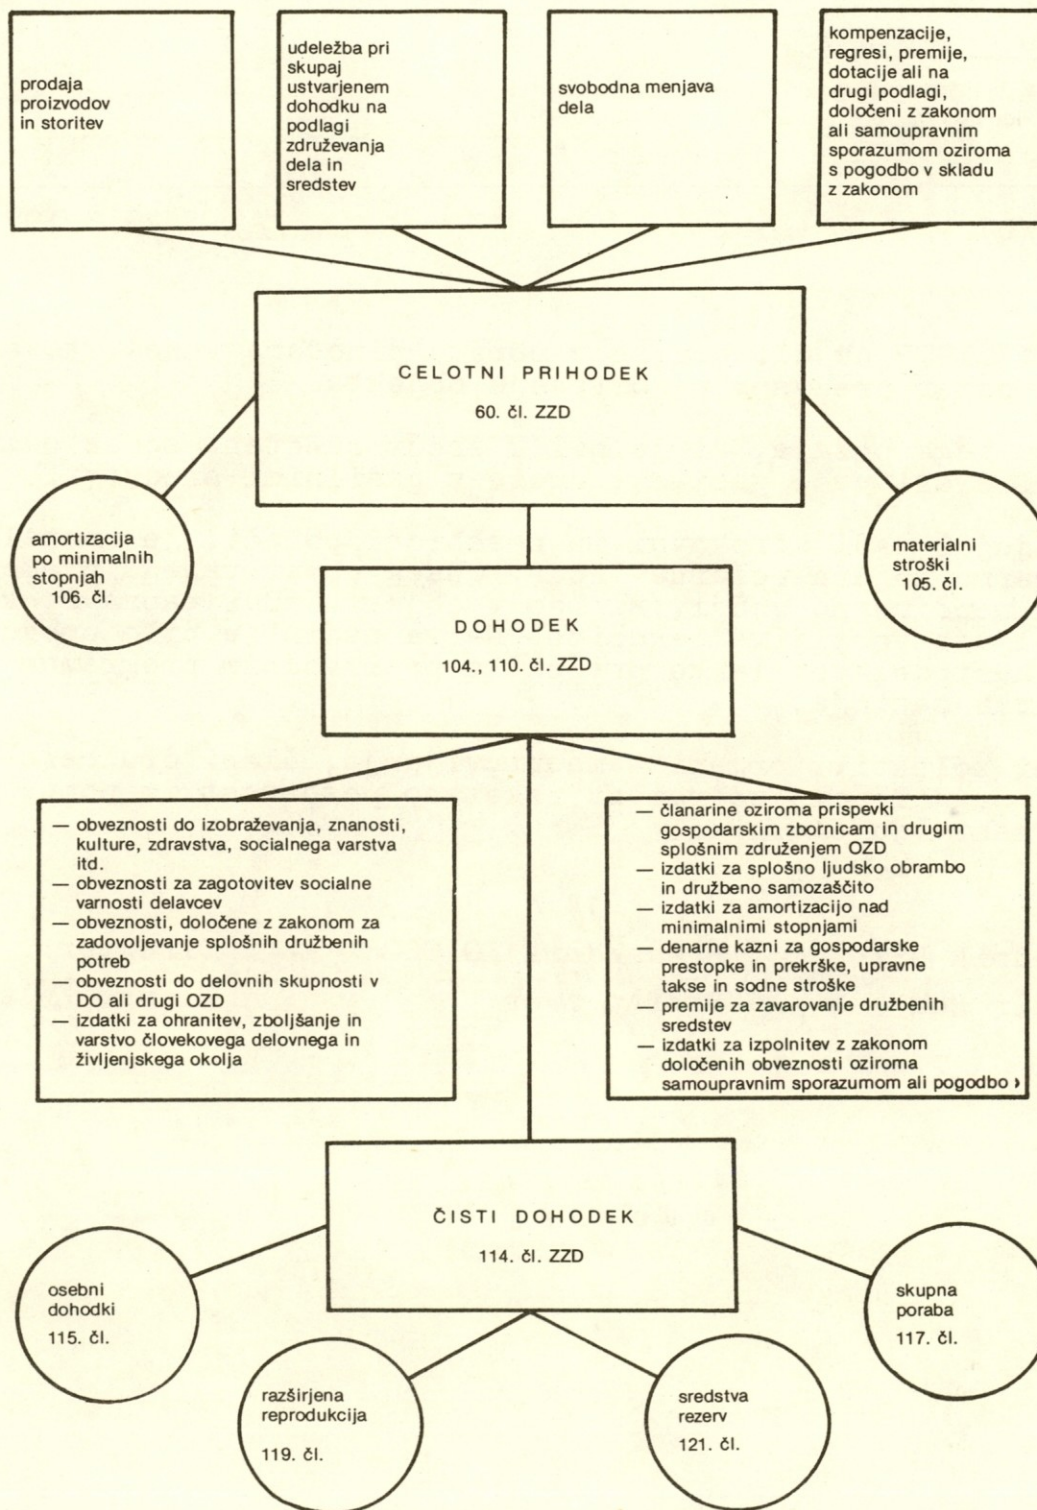 prodaja
proizvodov
in storitev
udeležba pri
skupaj
ustvarjenem
dohodku na
podlagi
združevanja
dela in
sredstev
svobodna menjava
dela
kompenzacije,
regresi, premije,
dotacije ali na
drugi podlagi,
določeni z zakonom
ali samoupravnim
sporazumom oziroma
s pogodbo v skladu
z zakonom
CELOTNI PRIHODEK
60. čl. ZZD
amortizacija
po minimalnih
stopnjah
106. čl.
materialni
stroški
105. čl.
DOHODEK
104., 110. čl. ZZD
— obveznosti do izobraževanja, znanosti,
kulture, zdravstva, socialnega varstva
itd.
— obveznosti za zagotovitev socialne
varnosti delavcev
— obveznosti, določene z zakonom za
zadovoljevanje splošnih družbenih
potreb
— obveznosti do delovnih skupnosti v
DO ali drugi OZD
— izdatki za ohranitev, zboljšanje in
varstvo človekovega delovnega in
življenjskega okolja
— članarine oziroma prispevki
gospodarskim zbornicam in drugim
splošnim združenjem OZD
— izdatki za splošno ljudsko obrambo
in družbeno samozaščito
— izdatki za amortizacijo nad
minimalnimi stopnjami
— denarne kazni za gospodarske
prestopke in prekrške, upravne
takse in sodne stroške
— premije za zavarovanje družbenih
sredstev
— izdatki za izpolnitev z zakonom
določenih obveznosti oziroma
samoupravnim sporazumom ali pogodbo
ČISTI DOHODEK
114. čl. ZZD
osebni
dohodki
115. čl.
skupna
poraba
117. čl.
razširjena
reprodukcija
119. čl.
sredstva
rezerv
121. čl.